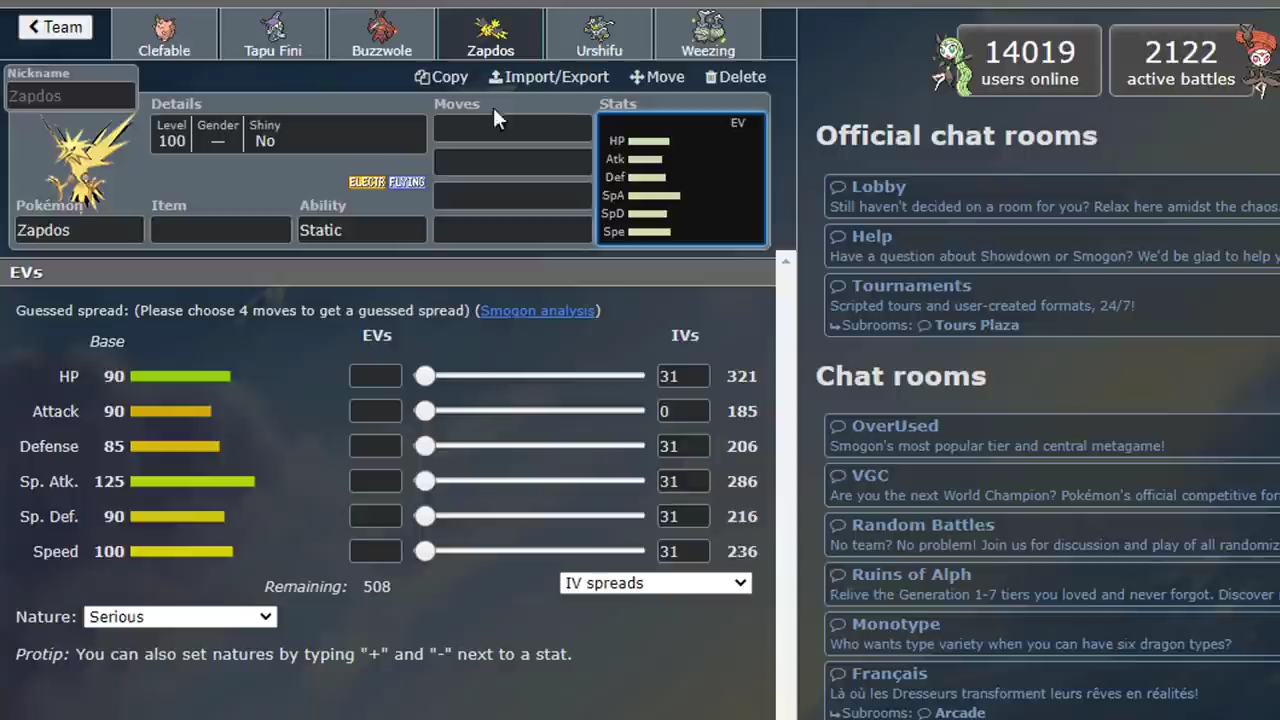 Team
Clefable
Tapu Fini
Buzzwole
Zapdos
Urshifu
Weezing
Copy
Import/Export
Move
Delete
Nickname
Zapdos
Details
Level
100
Gender
—
Shiny
No
ELECTR FLYING
Pokémon
Zapdos
Item
Ability
Static
Moves
Stats
EV
HP
Atk
Def
SpA
SpD
Spe
EVs
Guessed spread: (Please choose 4 moves to get a guessed spread) (Smogon analysis)
Base EVs IVs
HP 90 31 321
Attack 90 0 185
Defense 85 31 206
Sp. Atk. 125 31 286
Sp. Def. 90 31 216
Speed 100 31 236
Remaining: 508
IV spreads
Nature: Serious
Protip: You can also set natures by typing "+" and "-" next to a stat.
14019
users online
2122
active battles
Official chat rooms
Lobby
Still haven't decided on a room for you? Relax here amidst the chaos
Help
Have a question about Showdown or Smogon? We'd be glad to help y
Tournaments
Scripted tours and user-created formats, 24/7!
Subrooms: Tours Plaza
Chat rooms
OverUsed
Smogon's most popular tier and central metagame!
VGC
Are you the next World Champion? Pokémon's official competitive for
Random Battles
No team? No problem! Join us for discussion and play of all randomiz
Ruins of Alph
Relive the Generation 1-7 tiers you loved and never forgot. Discover
Monotype
Who wants type variety when you can have six dragon types?
Français
Là où les Dresseurs transforment leurs rêves en réalités!
Subrooms: Arcade